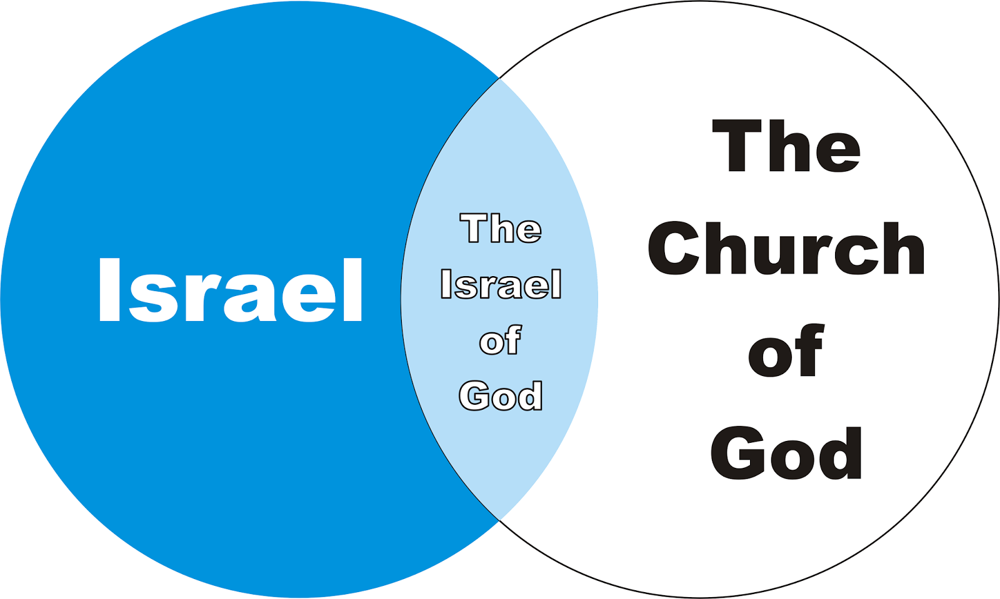 Israel
The
Israel
of
God
The
Church
of
God